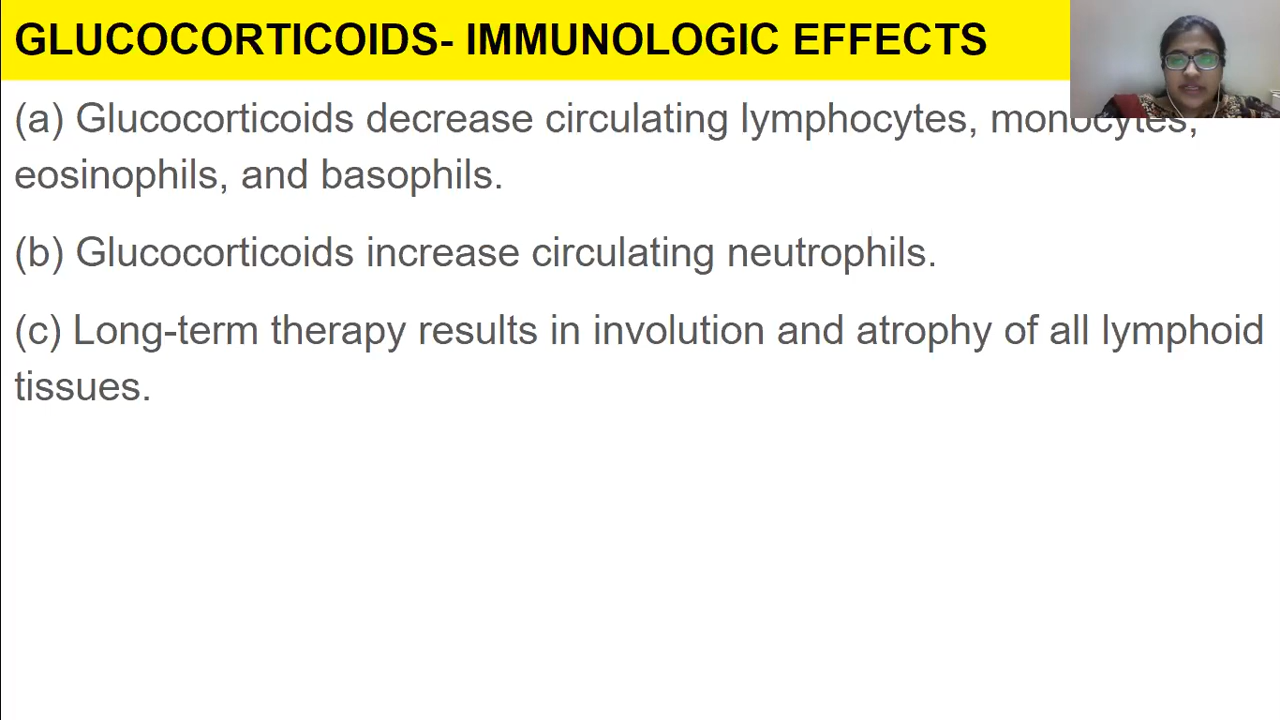 GLUCOCORTICOIDS- IMMUNOLOGIC EFFECTS
(a) Glucocorticoids decrease circulating lymphocytes, monocytes,
eosinophils, and basophils.
(b) Glucocorticoids increase circulating neutrophils.
(c) Long-term therapy results in involution and atrophy of all lymphoid
tissues.